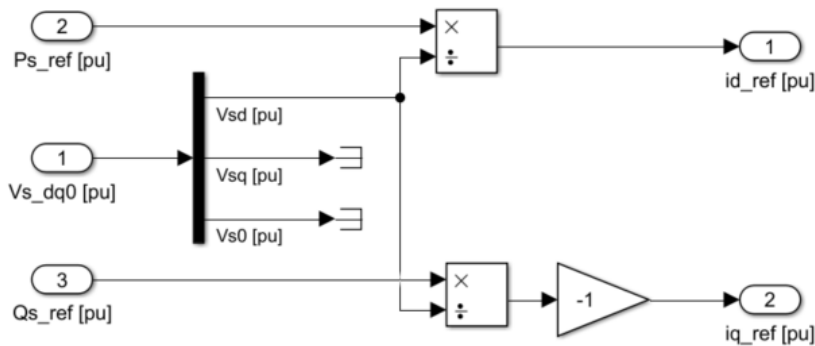 2
Ps_ref [pu]
×
÷
1
id_ref [pu]
Vsd [pu]
1
Vs_dq0 [pu]
Vsq [pu]
Vs0 [pu]
3
Qs_ref [pu]
×
÷
-1
2
iq_ref [pu]